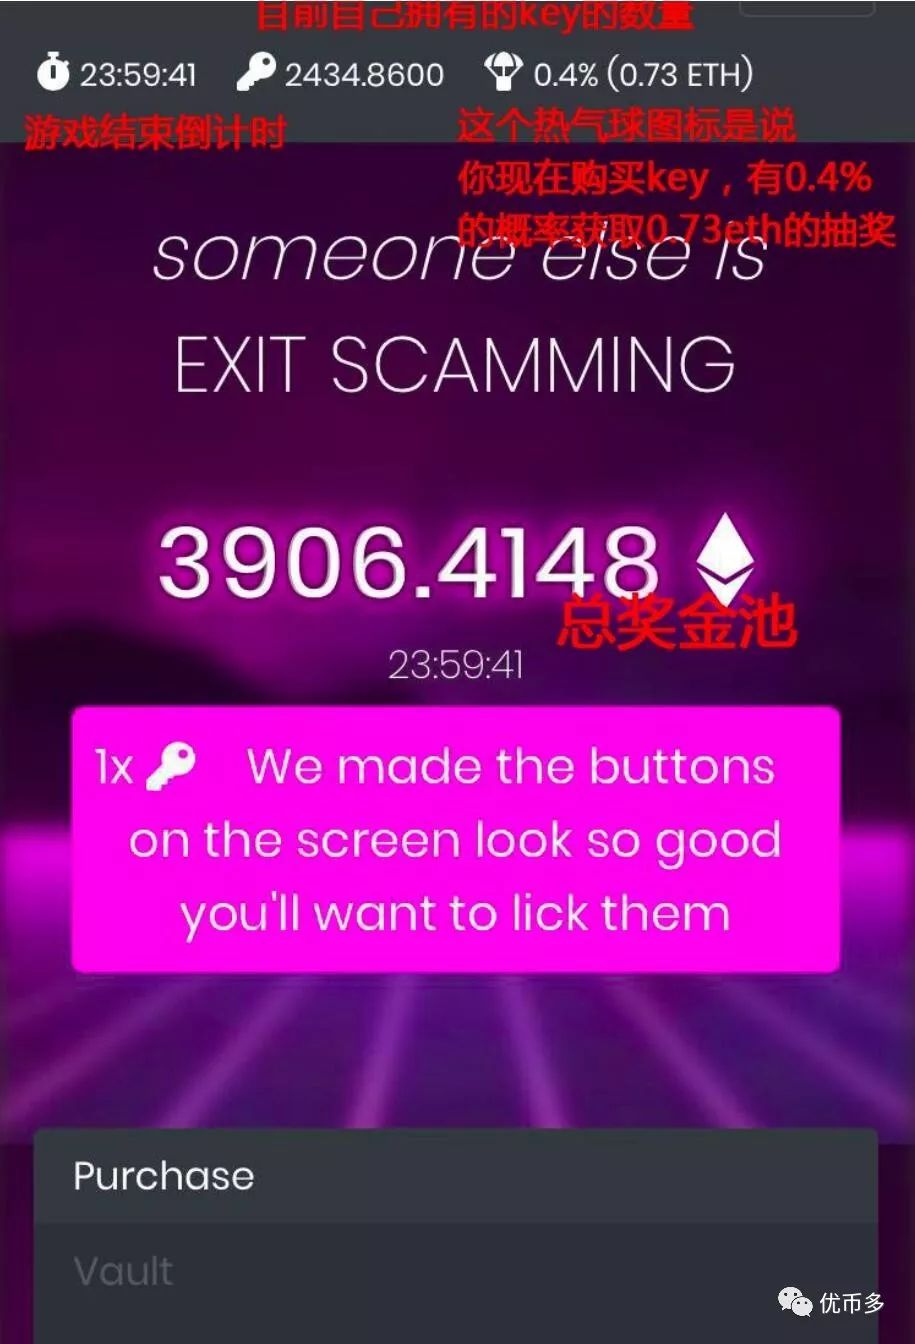 目前自己拥有的key的数量
23:59:41 2434.8600 0.4% (0.73 ETH)
游戏结束倒计时
这个热气球图标是说
你现在购买key，有0.4%
的概率获取0.73eth的抽奖
someone else is
EXIT SCAMMING
3906.4148
总奖金池
23:59:41
1x We made the buttons
on the screen look so good
you'll want to lick them
Purchase
Vault
优币多